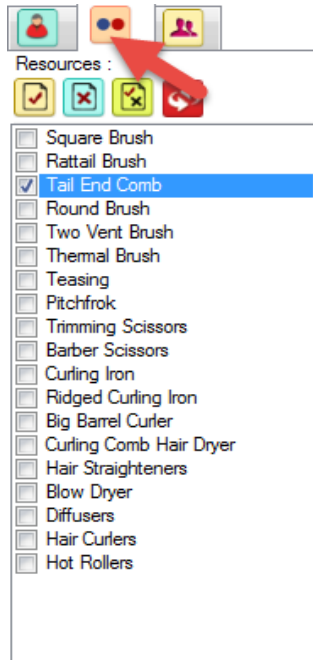 Resources :
Square Brush
Rattail Brush
Tail End Comb
Round Brush
Two Vent Brush
Thermal Brush
Teasing
Pitchfrok
Trimming Scissors
Barber Scissors
Curling Iron
Ridged Curling Iron
Big Barrel Curler
Curling Comb Hair Dryer
Hair Straighteners
Blow Dryer
Diffusers
Hair Curlers
Hot Rollers